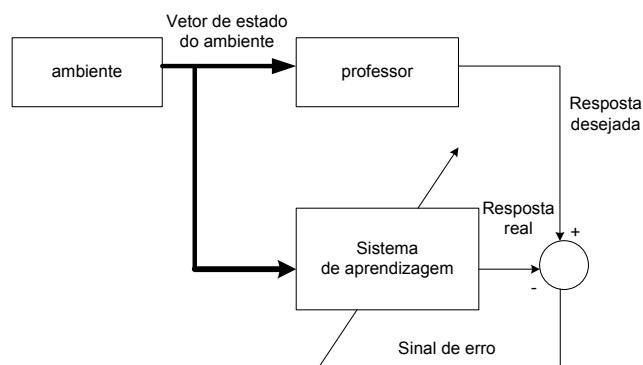 Vetor de estado
do ambiente
ambiente
professor
Resposta
desejada
Resposta
real
+
Sistema
de aprendizagem
-
Sinal de erro